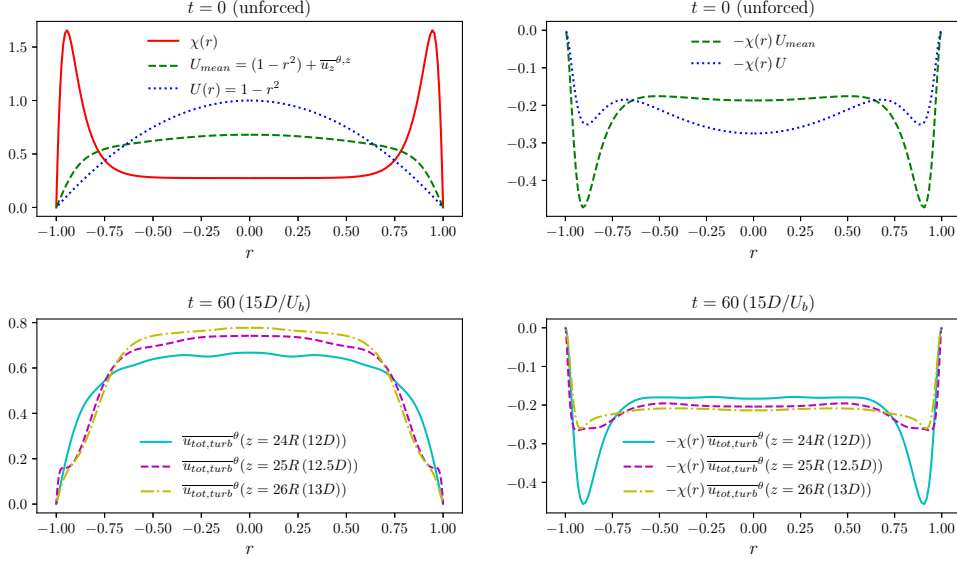 t = 0 (unforced)
χ(r)
U_mean = (1 − r²) + \overline{u_z}^{θ,z}
U(r) = 1 − r²
0.0
0.5
1.0
1.5
−1.00 −0.75 −0.50 −0.25 0.00 0.25 0.50 0.75 1.00
r
t = 0 (unforced)
−χ(r) U_mean
−χ(r) U
0.0
−0.1
−0.2
−0.3
−0.4
−1.00 −0.75 −0.50 −0.25 0.00 0.25 0.50 0.75 1.00
r
t = 60 (15D/U_b)
0.8
0.6
0.4
0.2
0.0
\overline{u_{tot,turb}}^θ(z = 24R (12D))
\overline{u_{tot,turb}}^θ(z = 25R (12.5D))
\overline{u_{tot,turb}}^θ(z = 26R (13D))
−1.00 −0.75 −0.50 −0.25 0.00 0.25 0.50 0.75 1.00
r
t = 60 (15D/U_b)
0.0
−0.1
−0.2
−0.3
−0.4
−χ(r) \overline{u_{tot,turb}}^θ(z = 24R (12D))
−χ(r) \overline{u_{tot,turb}}^θ(z = 25R (12.5D))
−χ(r) \overline{u_{tot,turb}}^θ(z = 26R (13D))
−1.00 −0.75 −0.50 −0.25 0.00 0.25 0.50 0.75 1.00
r